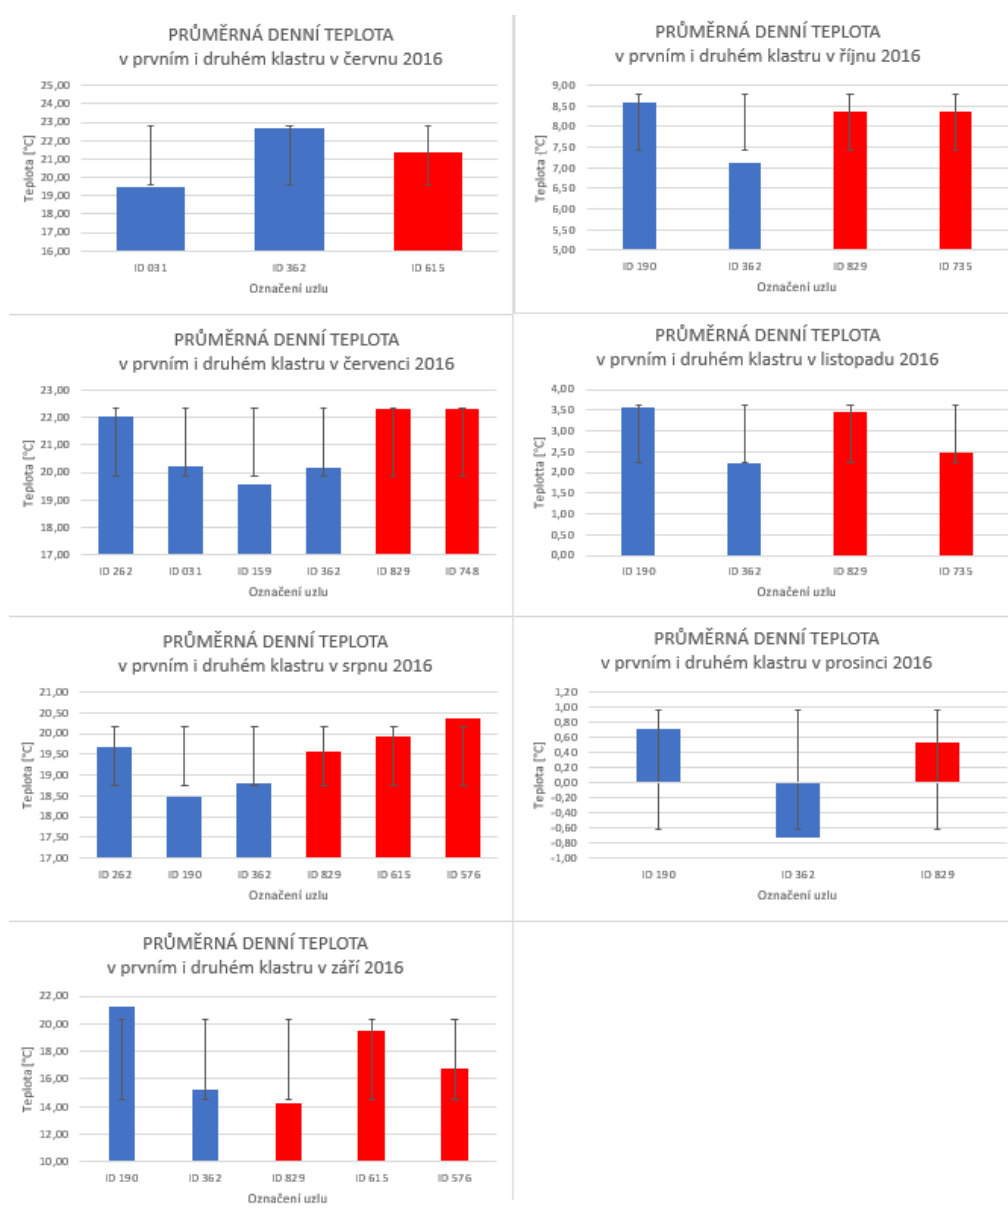 PRŮMĚRNÁ DENNÍ TEPLOTA
v prvním i druhém klastru v červnu 2016
Teplota [°C]
25,00
24,00
23,00
22,00
21,00
20,00
19,00
18,00
17,00
16,00
ID 031 ID 362 ID 615
Označení uzlu
PRŮMĚRNÁ DENNÍ TEPLOTA
v prvním i druhém klastru v říjnu 2016
Teplota [°C]
9,00
8,50
8,00
7,50
7,00
6,50
6,00
5,50
5,00
ID 190 ID 362 ID 829 ID 735
Označení uzlu
PRŮMĚRNÁ DENNÍ TEPLOTA
v prvním i druhém klastru v červenci 2016
Teplota [°C]
23,00
22,00
21,00
20,00
19,00
18,00
17,00
ID 262 ID 031 ID 159 ID 362 ID 829 ID 748
Označení uzlu
PRŮMĚRNÁ DENNÍ TEPLOTA
v prvním i druhém klastru v listopadu 2016
Teplotta [°C]
4,00
3,50
3,00
2,50
2,00
1,50
1,00
0,50
0,00
ID 190 ID 362 ID 829 ID 735
Označení uzlu
PRŮMĚRNÁ DENNÍ TEPLOTA
v prvním i druhém klastru v srpnu 2016
Teplota [°C]
21,00
20,50
20,00
19,50
19,00
18,50
18,00
17,50
17,00
ID 262 ID 190 ID 362 ID 829 ID 615 ID 576
Označení uzlu
PRŮMĚRNÁ DENNÍ TEPLOTA
v prvním i druhém klastru v prosinci 2016
Teplota [°C]
1,20
1,00
0,80
0,60
0,40
0,20
0,00
-0,20
-0,40
-0,60
-0,80
-1,00
ID 190 ID 362 ID 829
Označení uzlu
PRŮMĚRNÁ DENNÍ TEPLOTA
v prvním i druhém klastru v září 2016
Teplota [°C]
22,00
20,00
18,00
16,00
14,00
12,00
10,00
ID 190 ID 362 ID 829 ID 615 ID 576
Označení uzlu